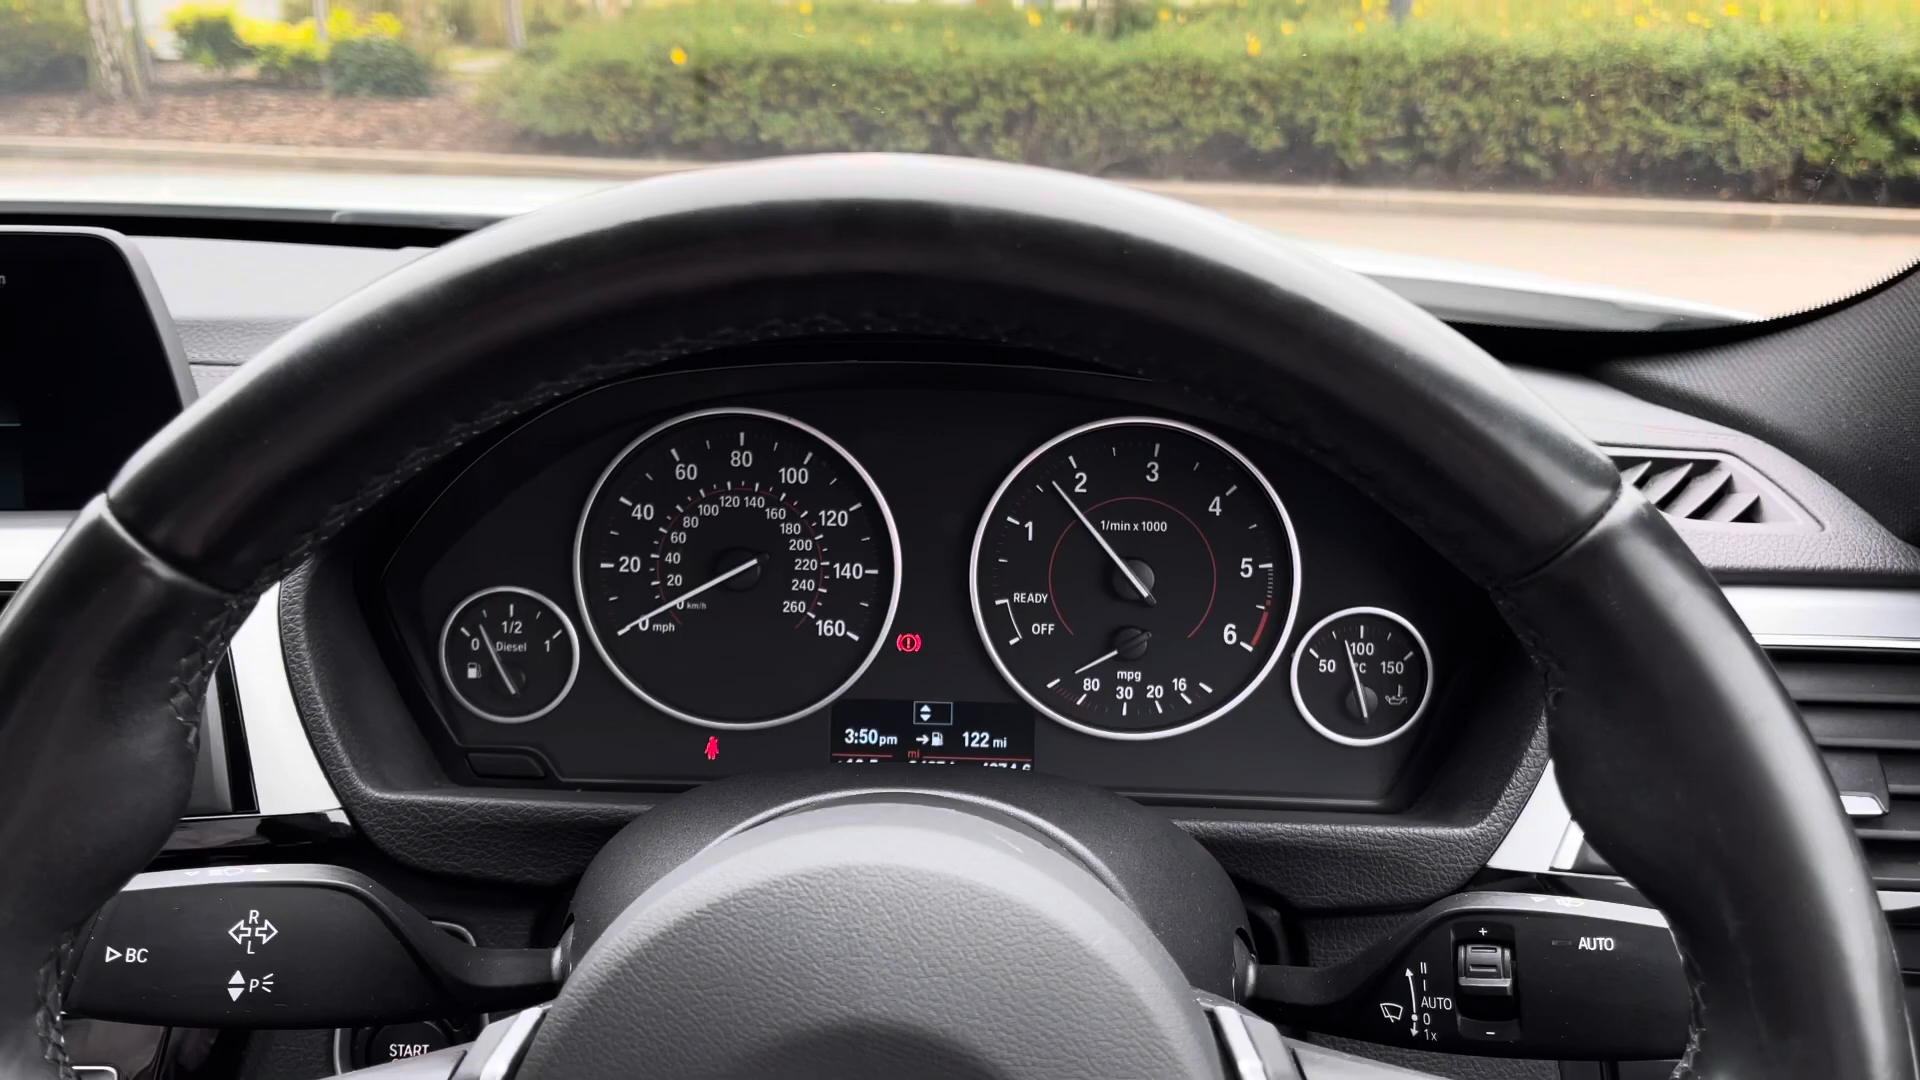 20
40
60
80
100
120
140
160
0 mph
0 km/h
20
40
60
80
100
120
140
160
180
200
220
240
260
1
2
3
4
5
6
1/min x 1000
READY
OFF
mpg
80
30
20
16
0
1/2
1
Diesel
50
100
150
°C
3:50pm
122 mi
mi
BC
R
L
P
START
AUTO
+
-
II
I
AUTO
0
1x